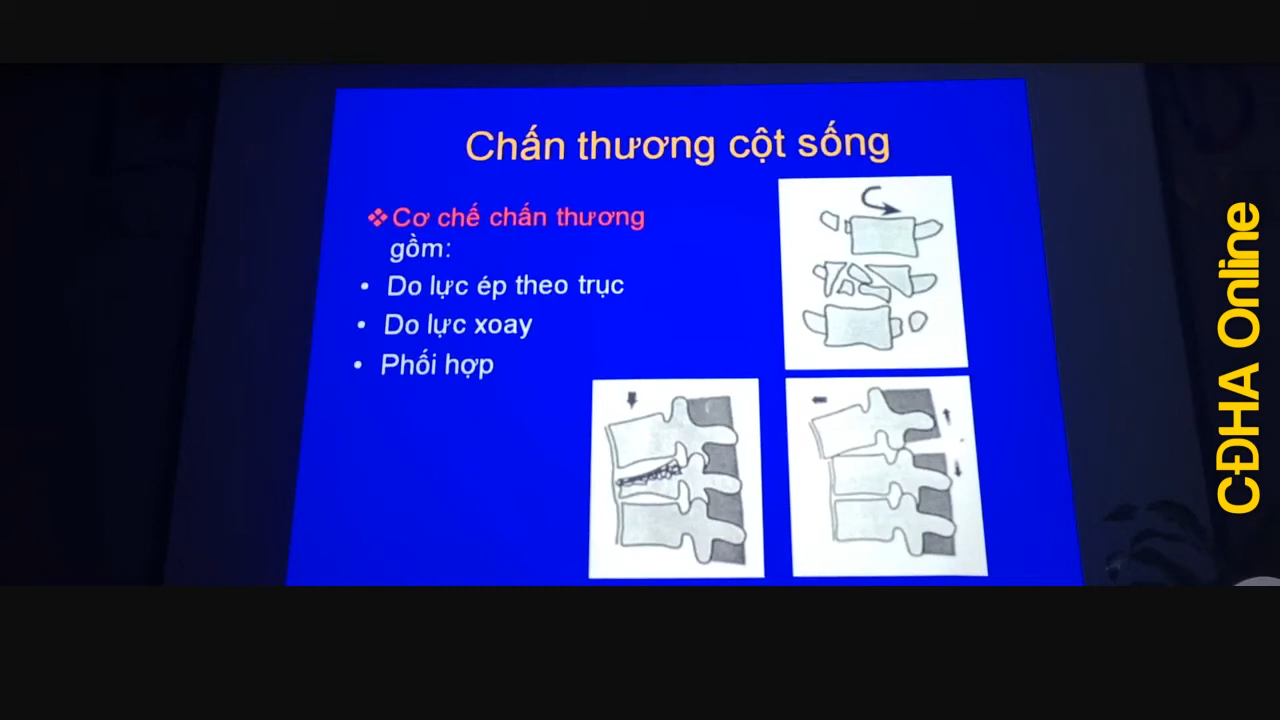 Chấn thương cột sống
❖Cơ chế chấn thương
gồm:
• Do lực ép theo trục
• Do lực xoay
• Phối hợp
CĐHA Online